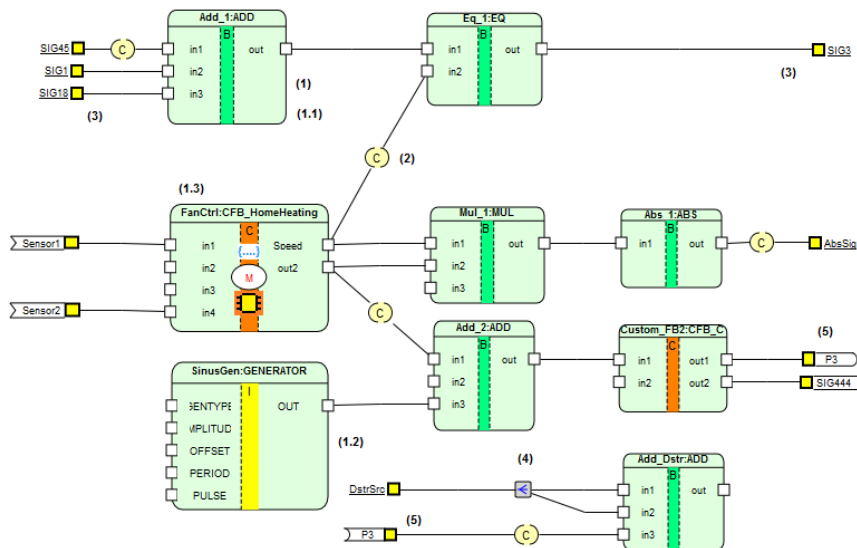 Add_1:ADD
B
SIG45
C
in1
out
SIG1
in2
SIG18
in3
(3)
(1)
(1.1)
Eq_1:EQ
B
in1
out
in2
SIG3
(3)
C
(2)
(1.3)
FanCtrl:CFB_HomeHeating
C
Sensor1
in1
Speed
{....}
in2
out2
M
in3
Sensor2
in4
Mul_1:MUL
B
in1
out
in2
in3
Abs_1:ABS
B
in1
out
C
AbsSig
C
Add_2:ADD
B
in1
out
in2
in3
Custom_FB2:CFB_C
C
in1
out1
in2
out2
(5)
P3
SIG444
SinusGen:GENERATOR
I
ENTYPE
OUT
MPLITUD
OFFSET
PERIOD
PULSE
(1.2)
(4)
Add_Dstr:ADD
B
DstrSrc
in1
out
in2
(5)
P3
C
in3